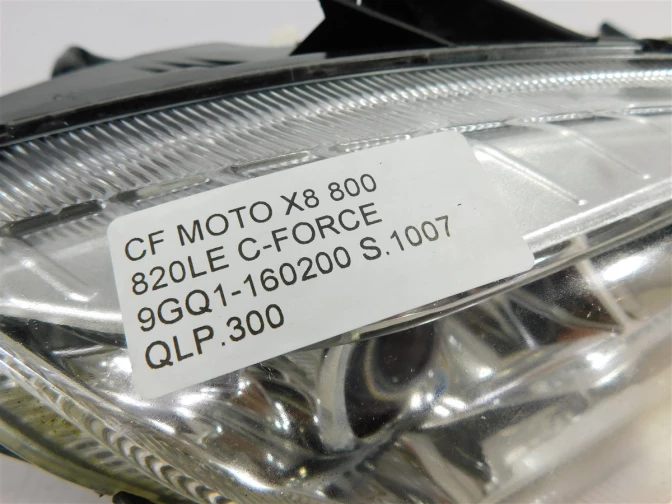 CF MOTO X8 800
820LE C-FORCE
9GQ1-160200 S.1007
QLP.300